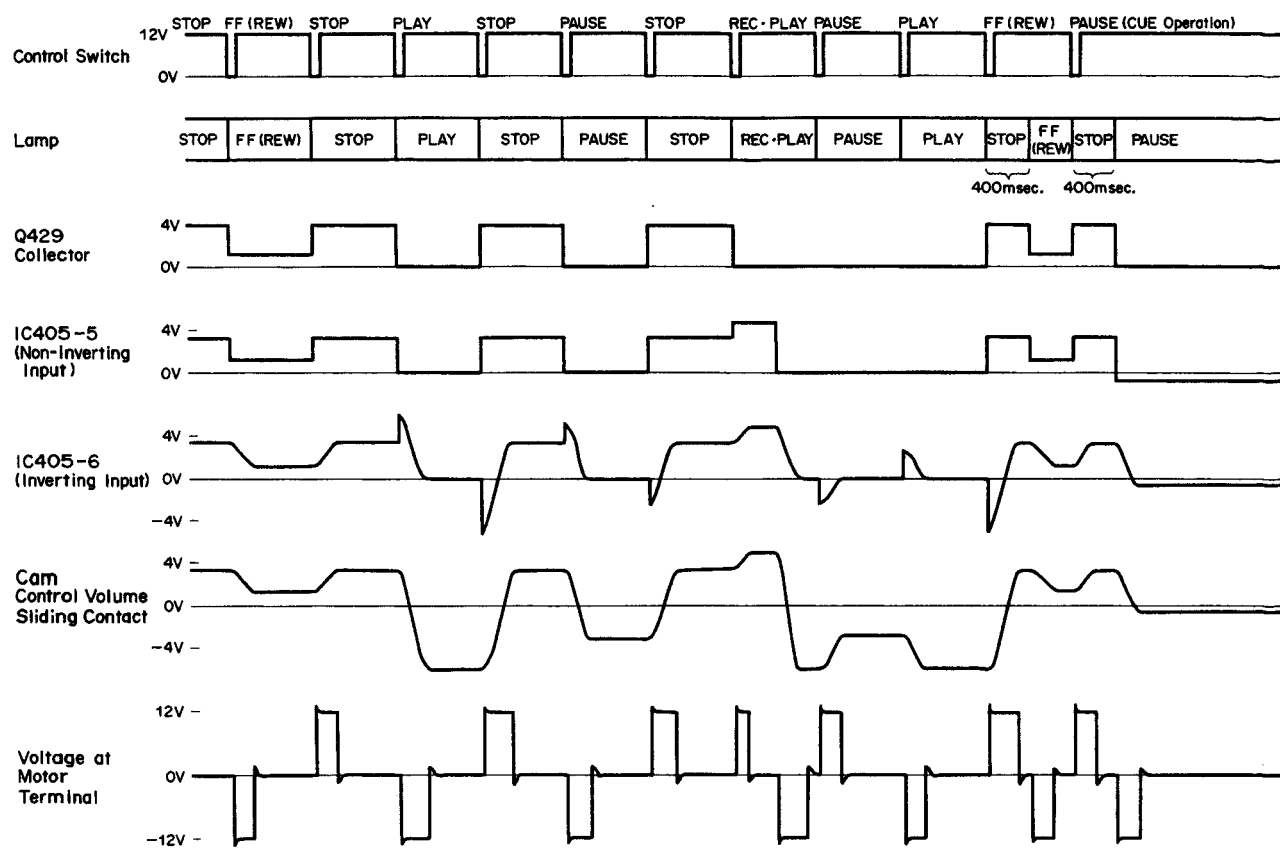 STOP FF (REW) STOP PLAY STOP PAUSE STOP REC・PLAY PAUSE PLAY FF (REW) PAUSE (CUE Operation)
12V
Control Switch
0V
Lamp
STOP FF (REW) STOP PLAY STOP PAUSE STOP REC・PLAY PAUSE PLAY STOP FF (REW) STOP PAUSE
400msec. 400msec.
4V
Q429
Collector
0V
IC405-5
4V
(Non-Inverting
Input)
0V
4V
IC405-6
(Inverting Input)
0V
-4V
4V
Cam
Control Volume
0V
Sliding Contact
-4V
12V
Voltage at
Motor
0V
Terminal
-12V